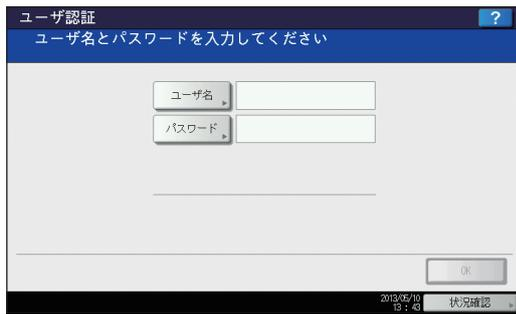 ユーザ認証
?
ユーザ名とパスワードを入力してください
ユーザ名
パスワード
OK
2013/05/10
13:43
状況確認